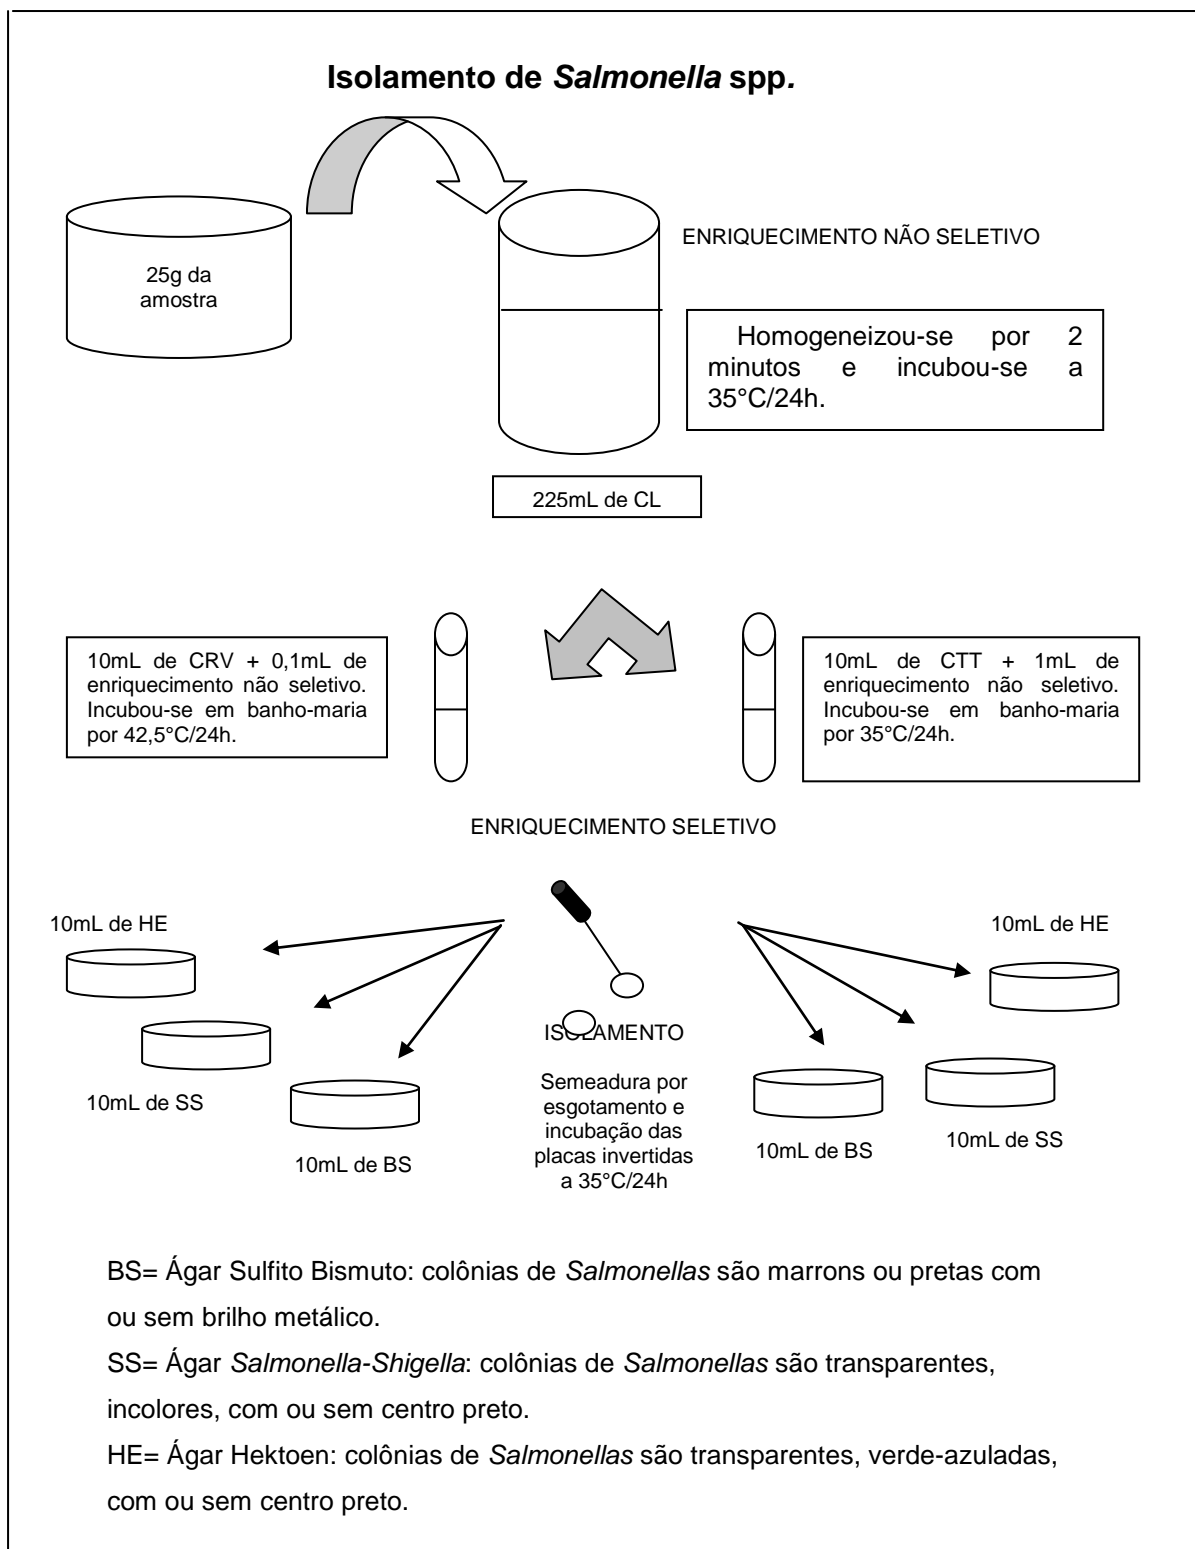 Isolamento de Salmonella spp.
25g da
amostra
ENRIQUECIMENTO NÃO SELETIVO
Homogeneizou-se por 2
minutos e incubou-se a
35°C/24h.
225mL de CL
10mL de CRV + 0,1mL de
enriquecimento não seletivo.
Incubou-se em banho-maria
por 42,5°C/24h.
10mL de CTT + 1mL de
enriquecimento não seletivo.
Incubou-se em banho-maria
por 35°C/24h.
ENRIQUECIMENTO SELETIVO
10mL de HE
10mL de SS
10mL de BS
ISOLAMENTO
Semeadura por
esgotamento e
incubação das
placas invertidas
a 35°C/24h
10mL de HE
10mL de BS
10mL de SS
BS= Ágar Sulfito Bismuto: colônias de Salmonellas são marrons ou pretas com
ou sem brilho metálico.
SS= Ágar Salmonella-Shigella: colônias de Salmonellas são transparentes,
incolores, com ou sem centro preto.
HE= Ágar Hektoen: colônias de Salmonellas são transparentes, verde-azuladas,
com ou sem centro preto.